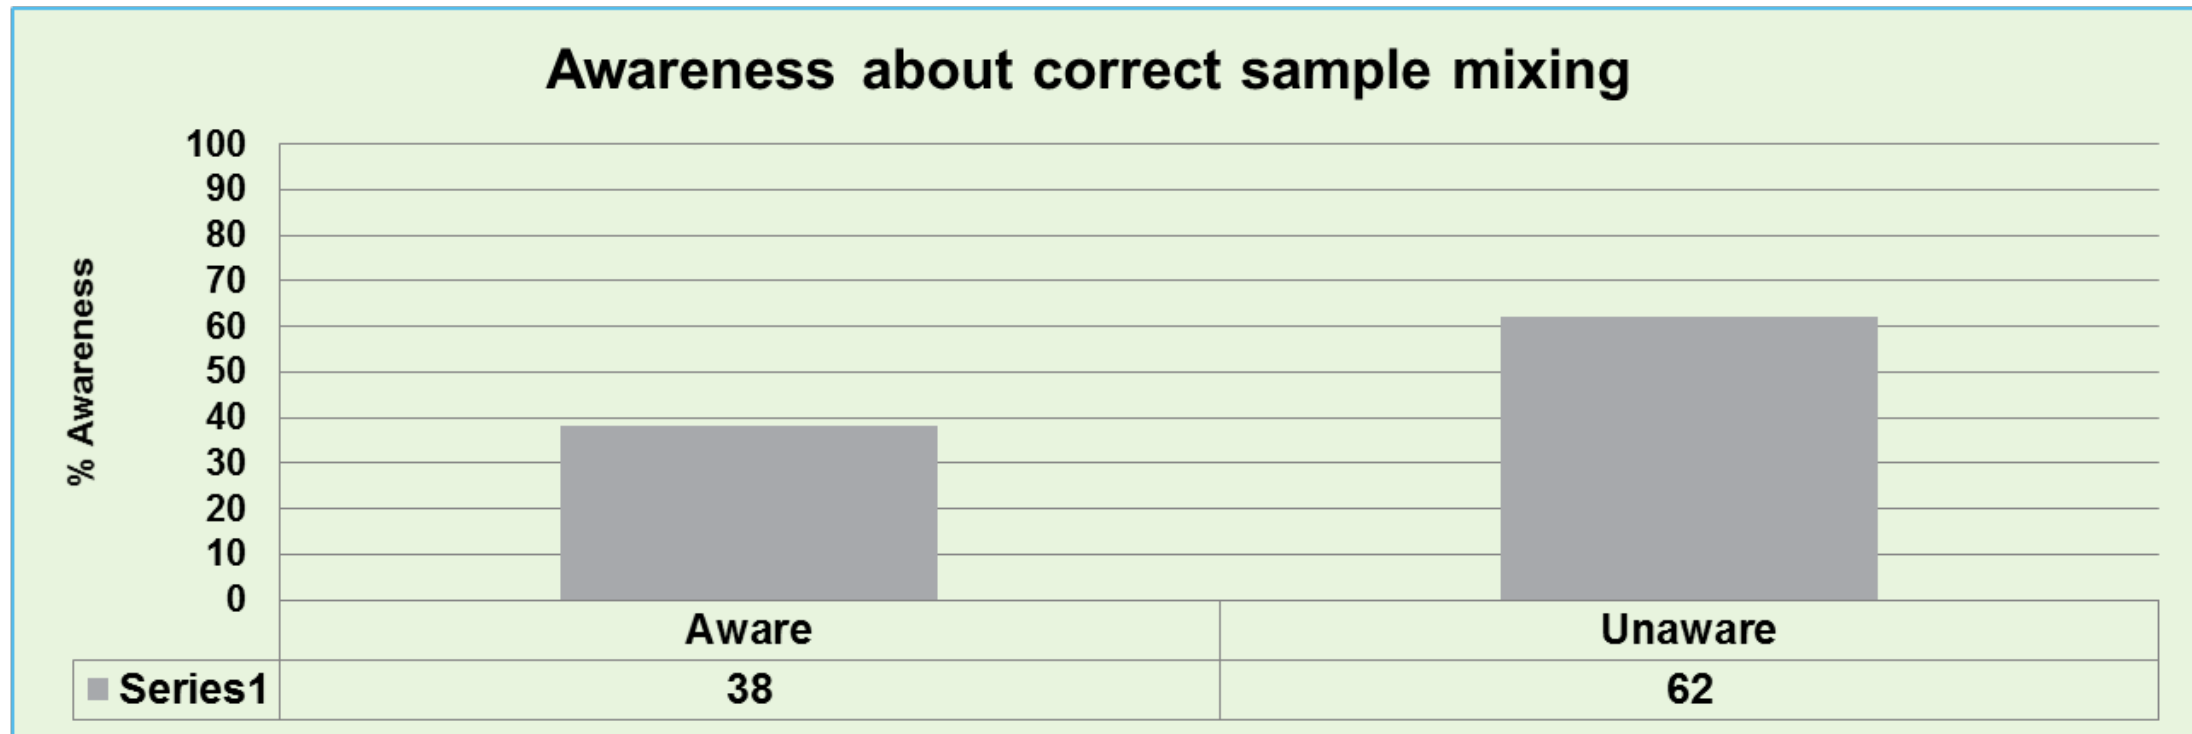 Awareness about correct sample mixing
% Awareness
100
90
80
70
60
50
40
30
20
10
0
Aware Unaware
Series1 38 62